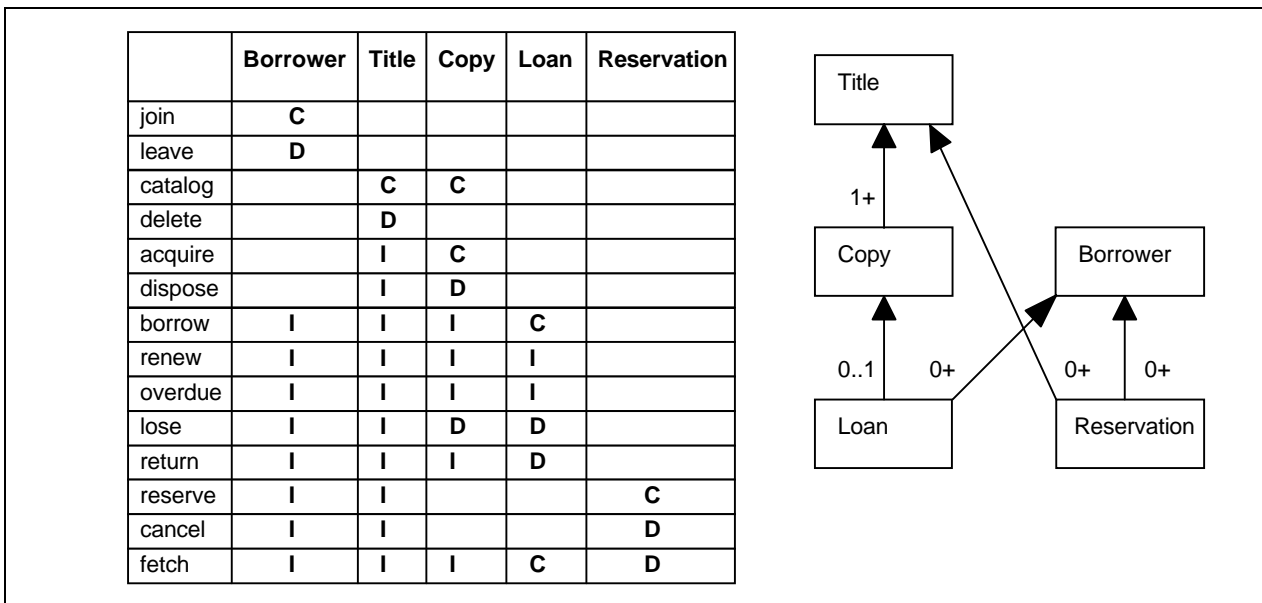 Borrower Title Copy Loan Reservation
join C
leave D
catalog C C
delete D
acquire I C
dispose I D
borrow I I I C
renew I I I I
overdue I I I I
lose I I D D
return I I I D
reserve I I C
cancel I I D
fetch I I I C D
Title
1+
Copy Borrower
0..1 0+ 0+ 0+
Loan Reservation